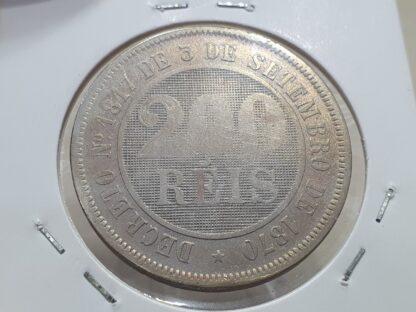 DECRETO Nº 1817 DE 3 DE SETEMBRO DE 1870
200
RÉIS